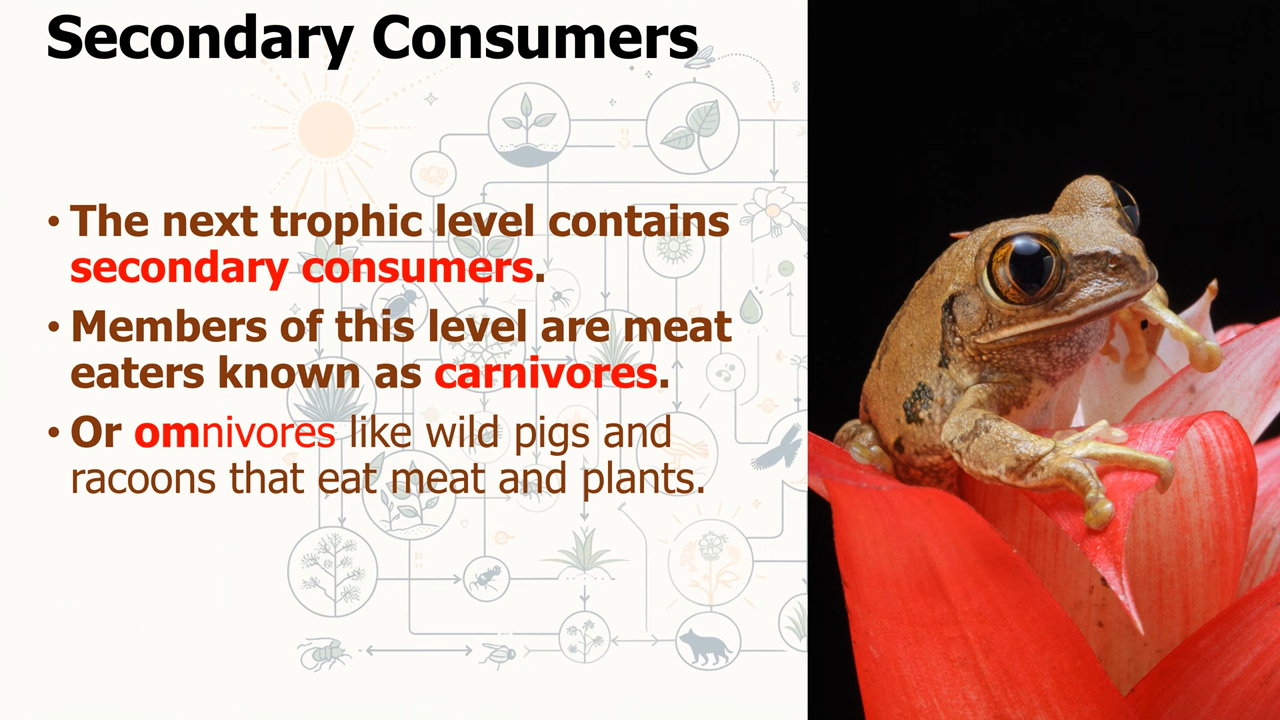 Secondary Consumers
• The next trophic level contains
secondary consumers.
• Members of this level are meat
eaters known as carnivores.
• Or omnivores like wild pigs and
racoons that eat meat and plants.